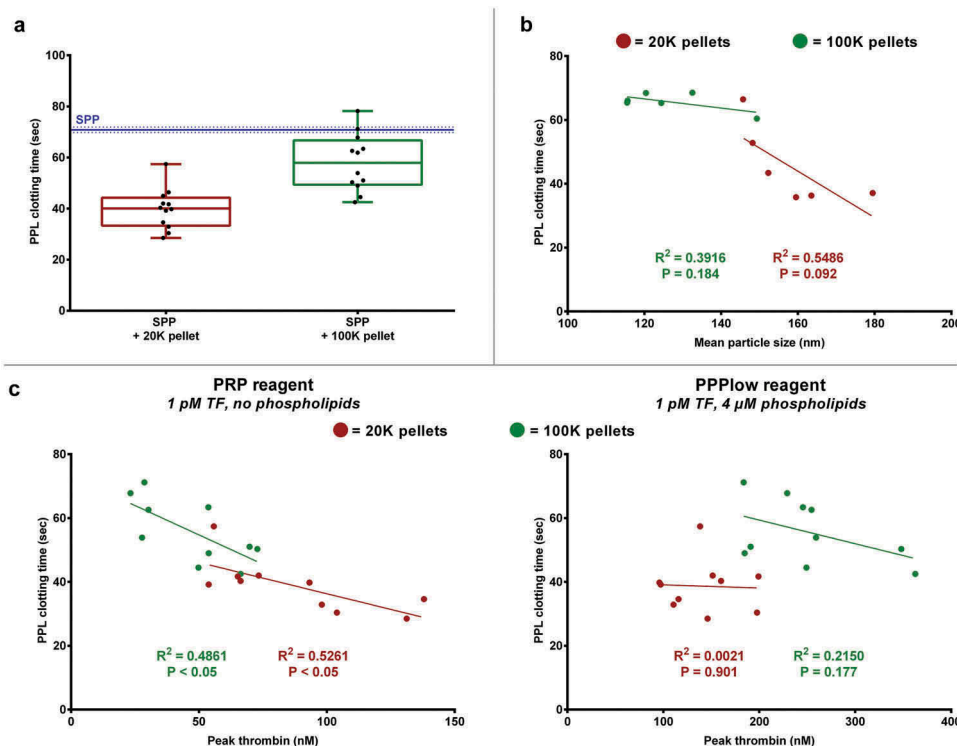 a
100
80
60
40
20
0
PPL clotting time (sec)
SPP
SPP
+ 20K pellet
SPP
+ 100K pellet
b
= 20K pellets
= 100K pellets
80
60
40
20
0
PPL clotting time (sec)
R² = 0.3916
P = 0.184
R² = 0.5486
P = 0.092
100 120 140 160 180 200
Mean particle size (nm)
c
PRP reagent
1 pM TF, no phospholipids
PPPlow reagent
1 pM TF, 4 µM phospholipids
= 20K pellets
= 100K pellets
80
60
40
20
0
PPL clotting time (sec)
R² = 0.4861
P < 0.05
R² = 0.5261
P < 0.05
0 50 100 150
Peak thrombin (nM)
80
60
40
20
0
PPL clotting time (sec)
R² = 0.0021
P = 0.901
R² = 0.2150
P = 0.177
0 100 200 300 400
Peak thrombin (nM)